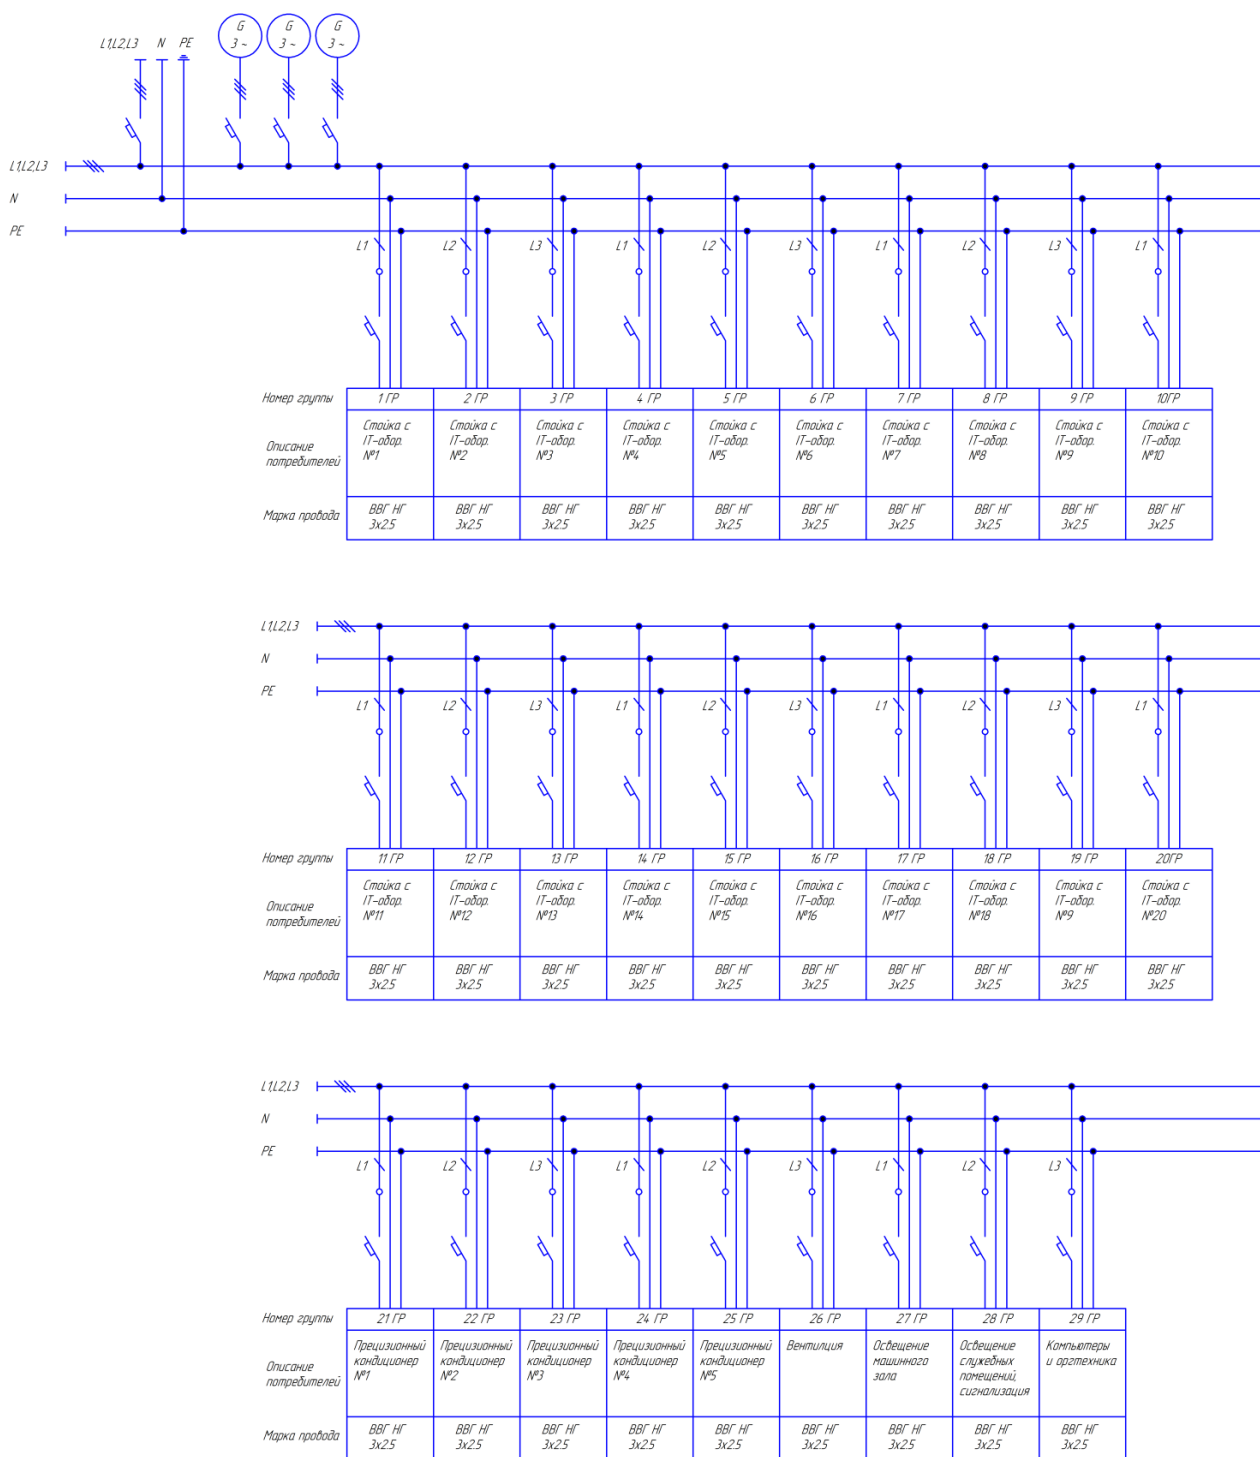 G G G
L1,L2,L3 N PE 3 ~ 3 ~ 3 ~
L1,L2,L3
N
PE
L1 L2 L3 L1 L2 L3 L1 L2 L3 L1
Номер группы 1 ГР 2 ГР 3 ГР 4 ГР 5 ГР 6 ГР 7 ГР 8 ГР 9 ГР 10ГР
Описание
потребителей
Стойка с
IT-обор.
№1
Стойка с
IT-обор.
№2
Стойка с
IT-обор.
№3
Стойка с
IT-обор.
№4
Стойка с
IT-обор.
№5
Стойка с
IT-обор.
№6
Стойка с
IT-обор.
№7
Стойка с
IT-обор.
№8
Стойка с
IT-обор.
№9
Стойка с
IT-обор.
№10
Марка провода
ВВГ НГ ВВГ НГ ВВГ НГ ВВГ НГ ВВГ НГ ВВГ НГ ВВГ НГ ВВГ НГ ВВГ НГ ВВГ НГ
3х2.5 3х2.5 3х2.5 3х2.5 3х2.5 3х2.5 3х2.5 3х2.5 3х2.5 3х2.5
L1,L2,L3
N
PE
L1 L2 L3 L1 L2 L3 L1 L2 L3 L1
Номер группы 11 ГР 12 ГР 13 ГР 14 ГР 15 ГР 16 ГР 17 ГР 18 ГР 19 ГР 20ГР
Описание
потребителей
Стойка с
IT-обор.
№11
Стойка с
IT-обор.
№12
Стойка с
IT-обор.
№13
Стойка с
IT-обор.
№14
Стойка с
IT-обор.
№15
Стойка с
IT-обор.
№16
Стойка с
IT-обор.
№17
Стойка с
IT-обор.
№18
Стойка с
IT-обор.
№9
Стойка с
IT-обор.
№20
Марка провода
ВВГ НГ ВВГ НГ ВВГ НГ ВВГ НГ ВВГ НГ ВВГ НГ ВВГ НГ ВВГ НГ ВВГ НГ ВВГ НГ
3х2.5 3х2.5 3х2.5 3х2.5 3х2.5 3х2.5 3х2.5 3х2.5 3х2.5 3х2.5
L1,L2,L3
N
PE
L1 L2 L3 L1 L2 L3 L1 L2 L3
Номер группы 21 ГР 22 ГР 23 ГР 24 ГР 25 ГР 26 ГР 27 ГР 28 ГР 29 ГР
Описание
потребителей
Прецизионный
кондиционер
№1
Прецизионный
кондиционер
№2
Прецизионный
кондиционер
№3
Прецизионный
кондиционер
№4
Прецизионный
кондиционер
№5
Вентилция
Освещение
машинного
зала
Освещение
служебных
помещений,
сигнализация
Компьютеры
и оргтехника
Марка провода
ВВГ НГ ВВГ НГ ВВГ НГ ВВГ НГ ВВГ НГ ВВГ НГ ВВГ НГ ВВГ НГ ВВГ НГ
3х2.5 3х2.5 3х2.5 3х2.5 3х2.5 3х2.5 3х2.5 3х2.5 3х2.5